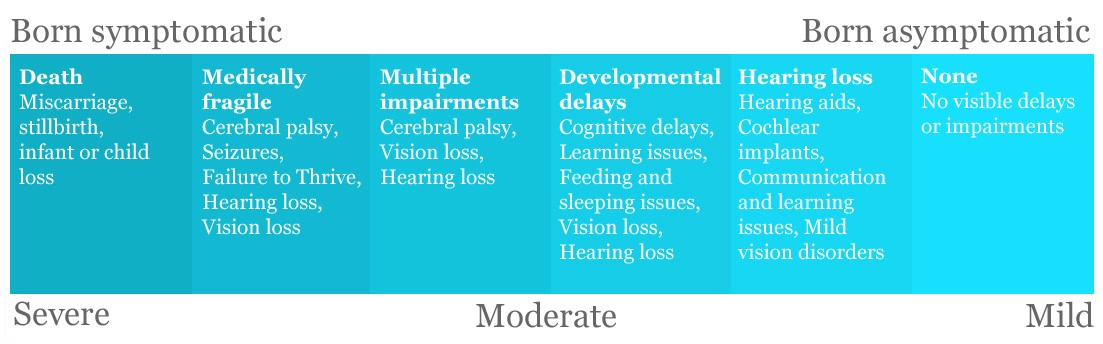 Born symptomatic
Born asymptomatic
Death
Miscarriage,
stillbirth,
infant or child
loss
Medically
fragile
Cerebral palsy,
Seizures,
Failure to Thrive,
Hearing loss,
Vision loss
Multiple
impairments
Cerebral palsy,
Vision loss,
Hearing loss
Developmental
delays
Cognitive delays,
Learning issues,
Feeding and
sleeping issues,
Vision loss,
Hearing loss
Hearing loss
Hearing aids,
Cochlear
implants,
Communication
and learning
issues, Mild
vision disorders
None
No visible delays
or impairments
Severe
Moderate
Mild